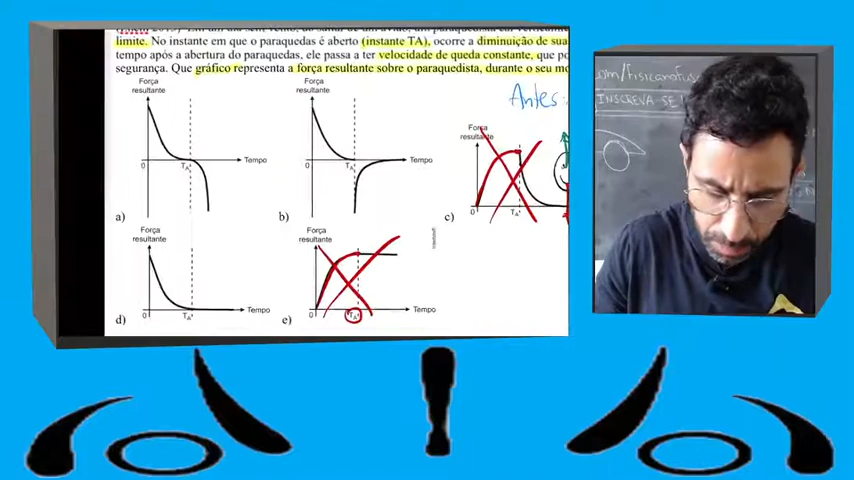 limite. No instante em que o paraquedas é aberto (instante TA), ocorre a diminuição de sua
tempo após a abertura do paraquedas, ele passa a ter velocidade de queda constante, que po
segurança. Que gráfico representa a força resultante sobre o paraquedista, durante o seu mo
Força
resultante
0
TA
Tempo
a)
Força
resultante
0
TA
Tempo
b)
Antes:
Força
resultante
0
TA
c)
Força
resultante
0
TA
Tempo
d)
Força
resultante
0
TA
Tempo
e)
om/fisicanofus
INSCREVA-SE!
!